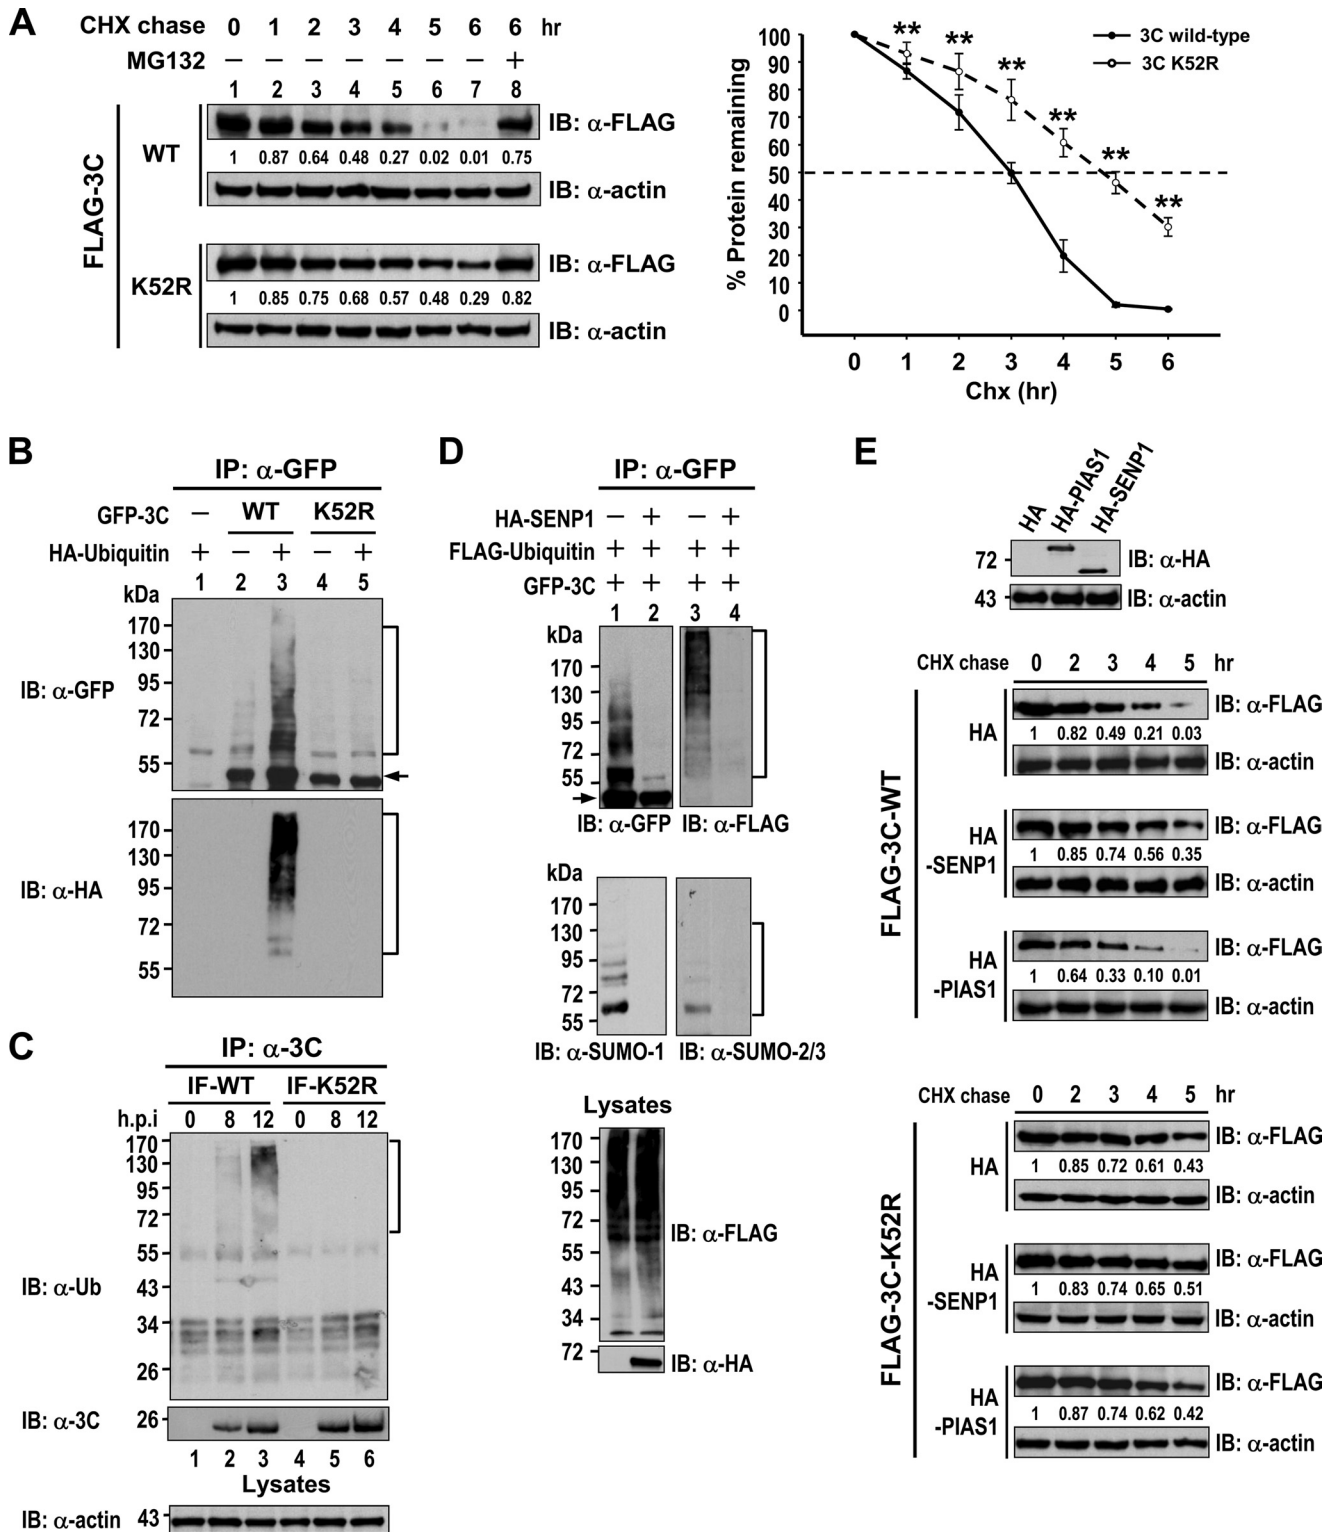 A
CHX chase 0 1 2 3 4 5 6 6 hr
MG132 − − − − − − − +
1 2 3 4 5 6 7 8
FLAG-3C
WT
IB: α-FLAG
1 0.87 0.64 0.48 0.27 0.02 0.01 0.75
IB: α-actin
K52R
IB: α-FLAG
1 0.85 0.75 0.68 0.57 0.48 0.29 0.82
IB: α-actin
% Protein remaining
100
90
80
70
60
50
40
30
20
10
0
** ** ** ** ** **
3C wild-type
3C K52R
0 1 2 3 4 5 6
Chx (hr)
B
IP: α-GFP
GFP-3C − WT K52R
HA-Ubiquitin + − + − +
1 2 3 4 5
kDa
170
130
95
72
55
IB: α-GFP
170
130
95
72
55
IB: α-HA
C
IP: α-3C
IF-WT IF-K52R
h.p.i 0 8 12 0 8 12
170
130
95
72
55
43
34
26
IB: α-Ub
IB: α-3C 26
1 2 3 4 5 6
Lysates
IB: α-actin 43
D
IP: α-GFP
HA-SENP1 − + − +
FLAG-Ubiquitin + + + +
GFP-3C + + + +
1 2 3 4
kDa
170
130
95
72
55
IB: α-GFP IB: α-FLAG
kDa
170
130
95
72
55
IB: α-SUMO-1 IB: α-SUMO-2/3
Lysates
170
130
95
72
55
43
34
26
IB: α-FLAG
72
IB: α-HA
E
HA
HA-PIAS1
HA-SENP1
72 IB: α-HA
43 IB: α-actin
CHX chase 0 2 3 4 5 hr
FLAG-3C-WT
HA
IB: α-FLAG
1 0.82 0.49 0.21 0.03
IB: α-actin
HA
-SENP1
IB: α-FLAG
1 0.85 0.74 0.56 0.35
IB: α-actin
HA
-PIAS1
IB: α-FLAG
1 0.64 0.33 0.10 0.01
IB: α-actin
CHX chase 0 2 3 4 5 hr
FLAG-3C-K52R
HA
IB: α-FLAG
1 0.85 0.72 0.61 0.43
IB: α-actin
HA
-SENP1
IB: α-FLAG
1 0.83 0.74 0.65 0.51
IB: α-actin
HA
-PIAS1
IB: α-FLAG
1 0.87 0.74 0.62 0.42
IB: α-actin